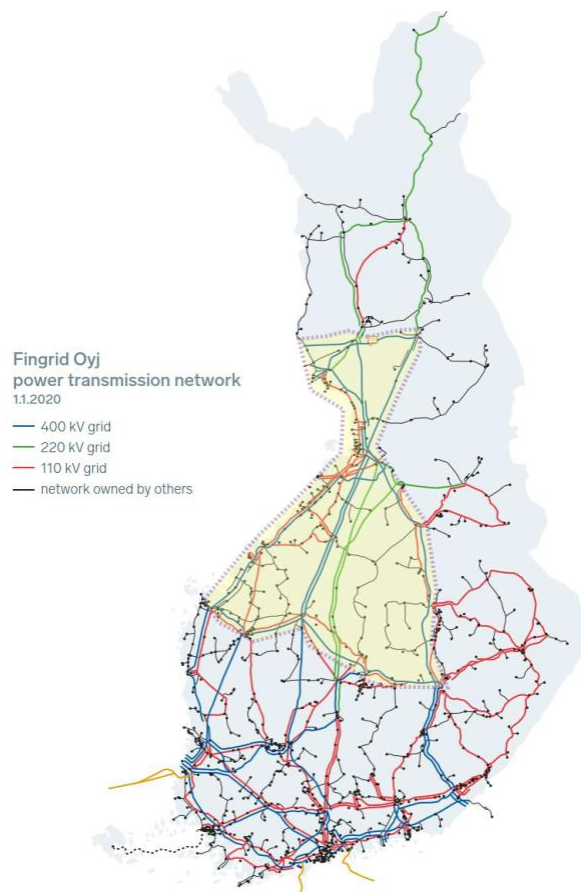 Fingrid Oyj
power transmission network
1.1.2020
400 kV grid
220 kV grid
110 kV grid
network owned by others